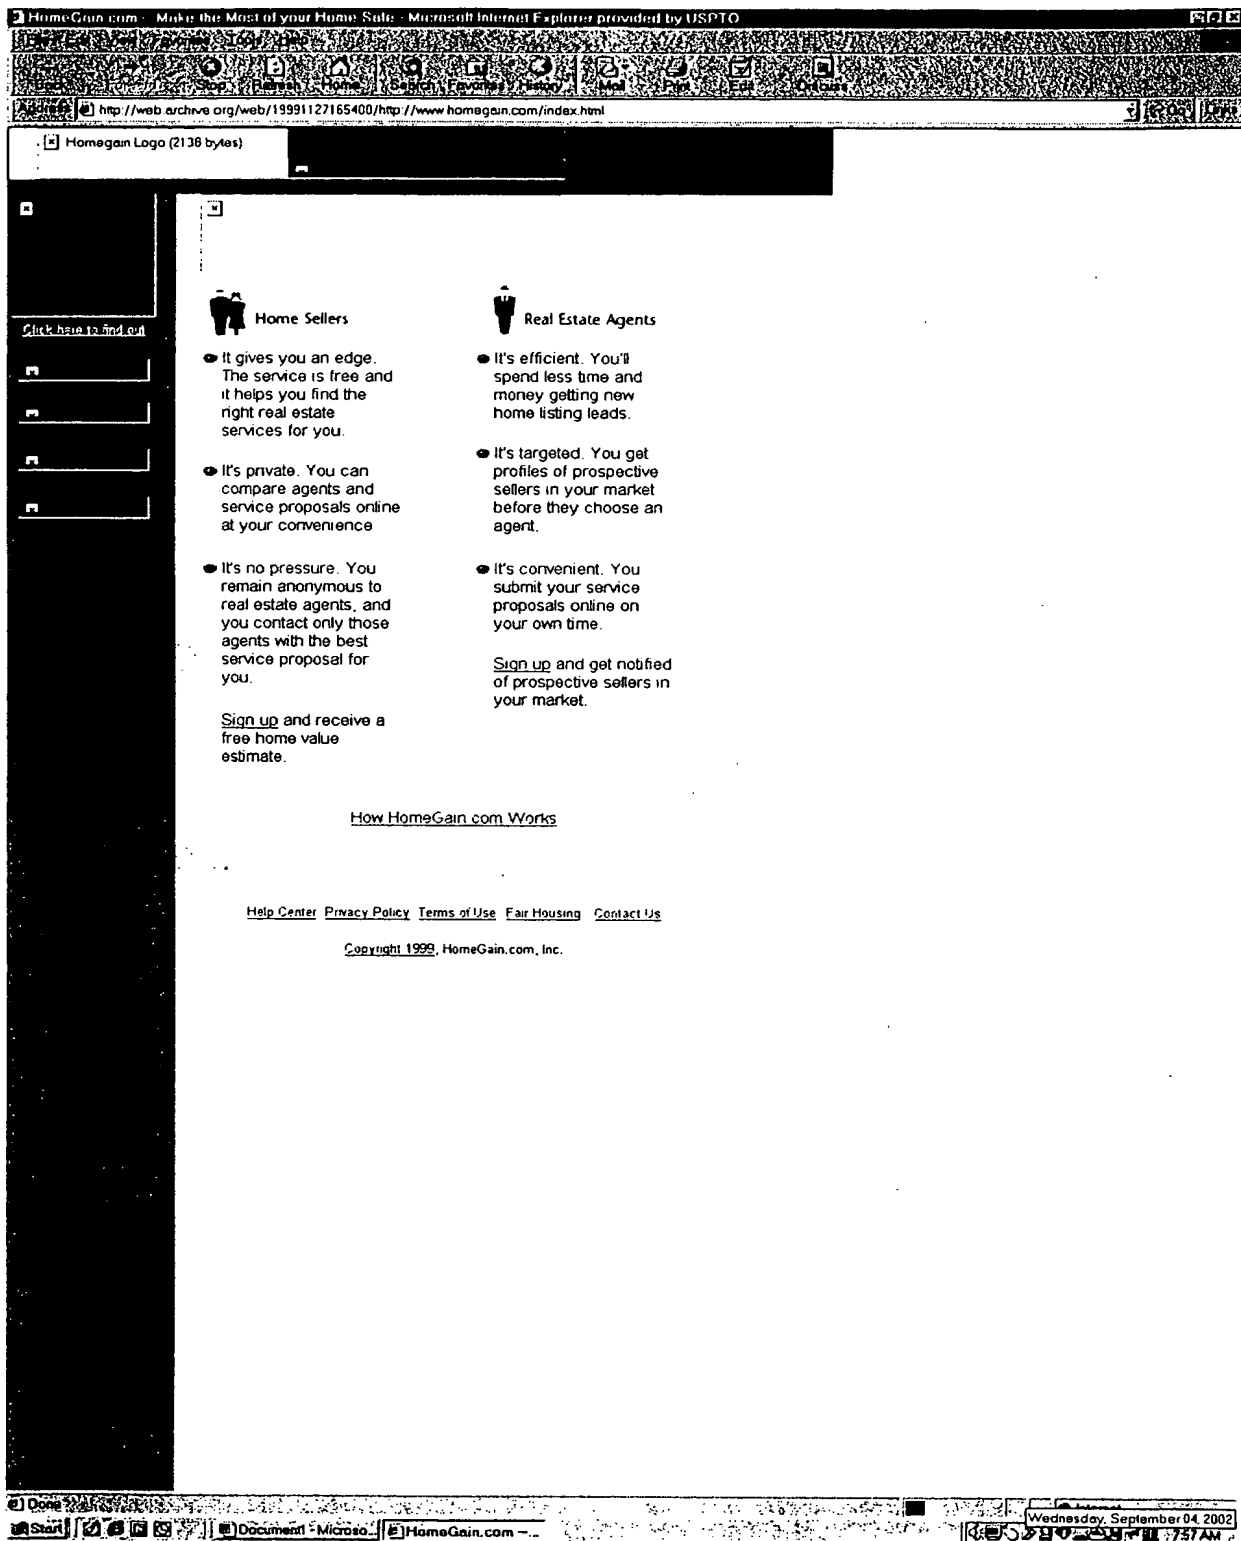 HomeGain.com - Make the Most of your Home Sale - Microsoft Internet Explorer provided by USPTO
Stop Refresh Home Search Favorites History Mail Print Edit Discuss
Address http://web.archive.org/web/19991127165400/http://www.homegain.com/index.html Go Links
Homegain Logo (2138 bytes)
Click here to find out
Home Sellers
It gives you an edge.
The service is free and
it helps you find the
right real estate
services for you.
It's private. You can
compare agents and
service proposals online
at your convenience
It's no pressure. You
remain anonymous to
real estate agents, and
you contact only those
agents with the best
service proposal for
you.
Sign up and receive a
free home value
estimate.
Real Estate Agents
It's efficient. You'll
spend less time and
money getting new
home listing leads.
It's targeted. You get
profiles of prospective
sellers in your market
before they choose an
agent.
It's convenient. You
submit your service
proposals online on
your own time.
Sign up and get notified
of prospective sellers in
your market.
How HomeGain.com Works
Help Center Privacy Policy Terms of Use Fair Housing Contact Us
Copyright 1999, HomeGain.com, Inc.
Done
Internet
Wednesday, September 04, 2002
Start Document1 - Microso... HomeGain.com -... 7:57 AM